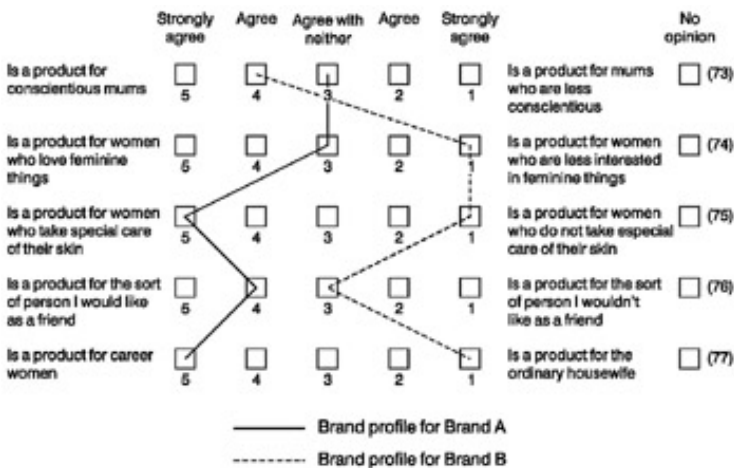 Strongly agree Agree Agree with neither Agree Strongly agree No opinion
Is a product for conscientious mums
5 4 3 2 1
Is a product for mums who are less conscientious
(73)
Is a product for women who love feminine things
5 4 3 2 1
Is a product for women who are less interested in feminine things
(74)
Is a product for women who take special care of their skin
5 4 3 2 1
Is a product for women who do not take especial care of their skin
(75)
Is a product for the sort of person I would like as a friend
5 4 3 2 1
Is a product for the sort of person I wouldn't like as a friend
(76)
Is a product for career women
5 4 3 2 1
Is a product for the ordinary housewife
(77)
Brand profile for Brand A
Brand profile for Brand B